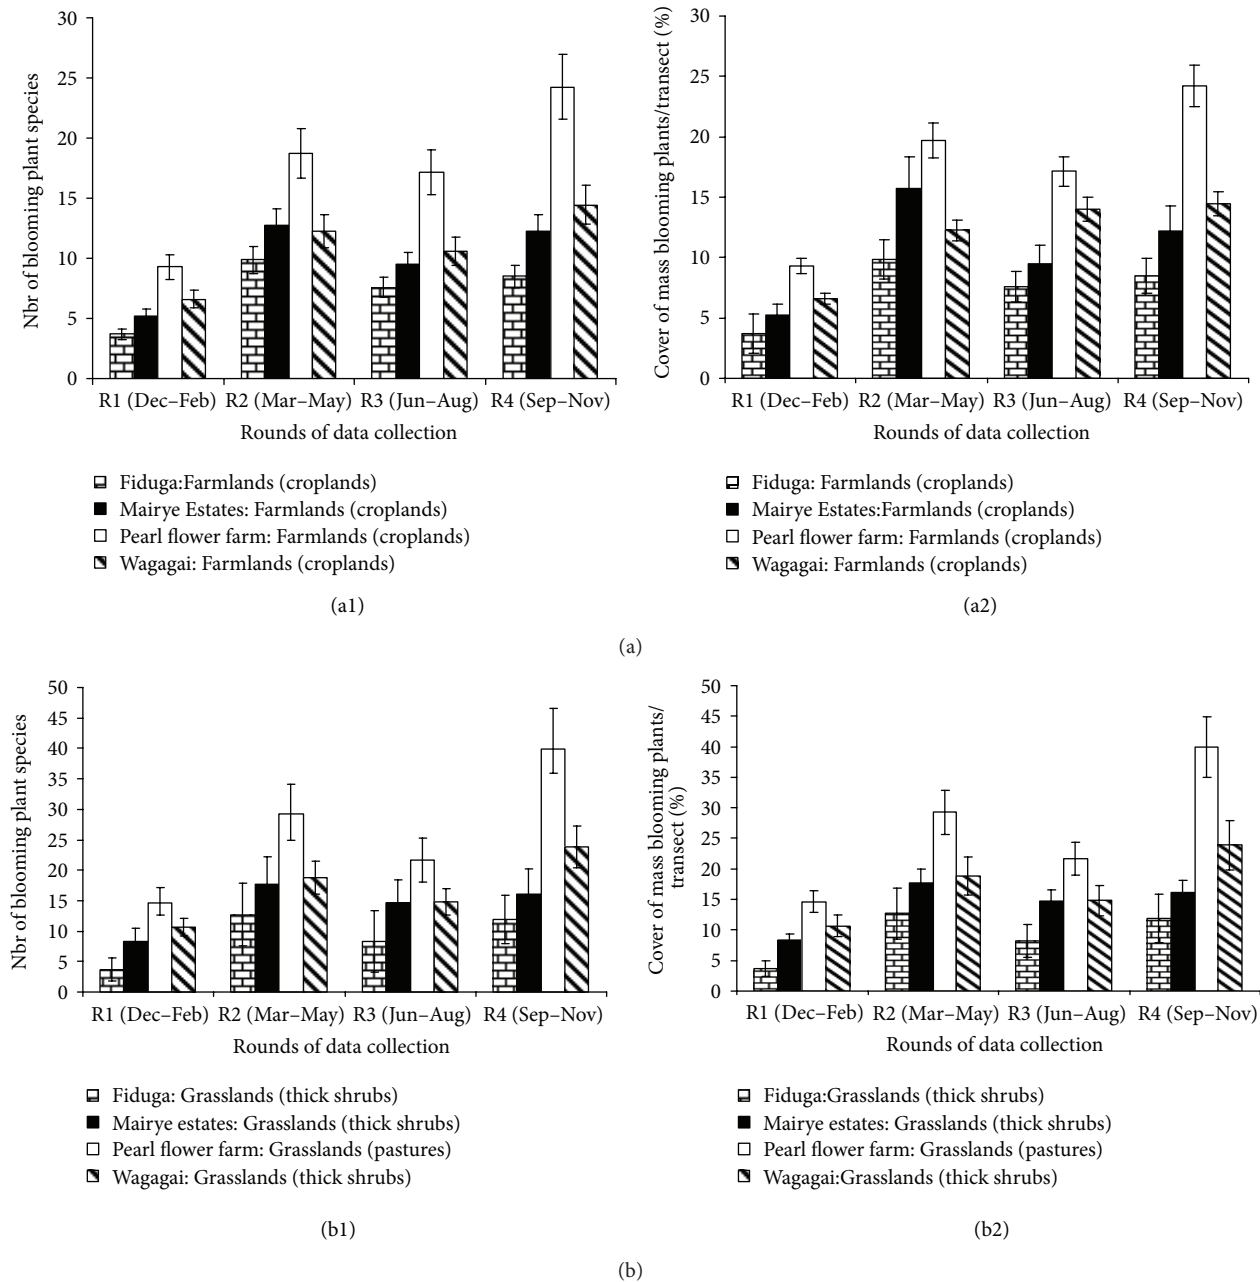 (a)
Nbr of blooming plant species
30
25
20
15
10
5
0
R1 (Dec–Feb) R2 (Mar–May) R3 (Jun–Aug) R4 (Sep–Nov)
Rounds of data collection
Fiduga:Farmlands (croplands)
Mairye Estates: Farmlands (croplands)
Pearl flower farm: Farmlands (croplands)
Wagagai: Farmlands (croplands)
(a1)
Cover of mass blooming plants/transect (%)
30
25
20
15
10
5
0
R1 (Dec–Feb) R2 (Mar–May) R3 (Jun–Aug) R4 (Sep–Nov)
Rounds of data collection
Fiduga: Farmlands (croplands)
Mairye Estates:Farmlands (croplands)
Pearl flower farm: Farmlands (croplands)
Wagagai: Farmlands (croplands)
(a2)
(a)
Nbr of blooming plant species
50
45
40
35
30
25
20
15
10
5
0
R1 (Dec–Feb) R2 (Mar–May) R3 (Jun–Aug) R4 (Sep–Nov)
Rounds of data collection
Fiduga: Grasslands (thick shrubs)
Mairye estates: Grasslands (thick shrubs)
Pearl flower farm: Grasslands (pastures)
Wagagai: Grasslands (thick shrubs)
(b1)
Cover of mass blooming plants/
transect (%)
50
45
40
35
30
25
20
15
10
5
0
R1 (Dec–Feb) R2 (Mar–May) R3 (Jun–Aug) R4 (Sep–Nov)
Rounds of data collection
Fiduga:Grasslands (thick shrubs)
Mairye estates: Grasslands (thick shrubs)
Pearl flower farm: Grasslands (pastures)
Wagagai:Grasslands (thick shrubs)
(b2)
(b)